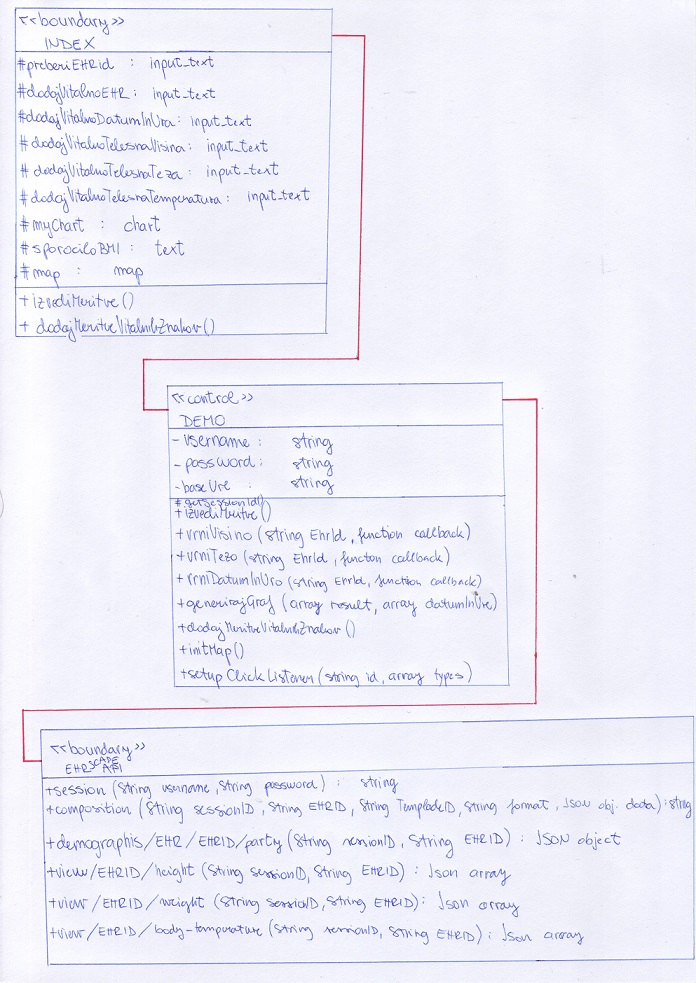 <<boundary>>
INDEX
#preberiEHRid : input_text
#dodajVitalnoEHR : input_text
#dodajVitalnoDatumInUra : input_text
#dodajVitalnoTelesnaVisina : input_text
#dodajVitalnoTelesnaTeza : input_text
#dodajVitalnoTelesnaTemperatura : input_text
#myChart : chart
#sporociloBMI : text
#map : map
+izvediMeritve()
+dodajMeritveVitalnihZnakov()
<<control>>
DEMO
-username : string
-password : string
-baseUre : string
#getSessionId()
+izvediMeritve()
+vrniVisino (string EhrId, function callback)
+vrniTezo (string EhrId, functon callback)
+vrniDatumInUro (string EhrId, function callback)
+generirajGraf (array result, array datumInUre)
+dodajMeritveVitalnihZnakov()
+initMap()
+setupClickListener (string id, array types)
<<boundary>>
EHRSCAPE API
+session (String username, String password) : string
+composition (String sessionID, String EHRID, String TemplateID, String format, Json obj. data) : string
+demographis/EHR/EHRID/party (String sessionID, String EHRID) : JSON object
+view/EHRID/height (String sessionID, String EHRID) : Json array
+view/EHRID/weight (String sessionID, String EHRID) : Json array
+view/EHRID/body-temperature (String sessionID, String EHRID) : Json array